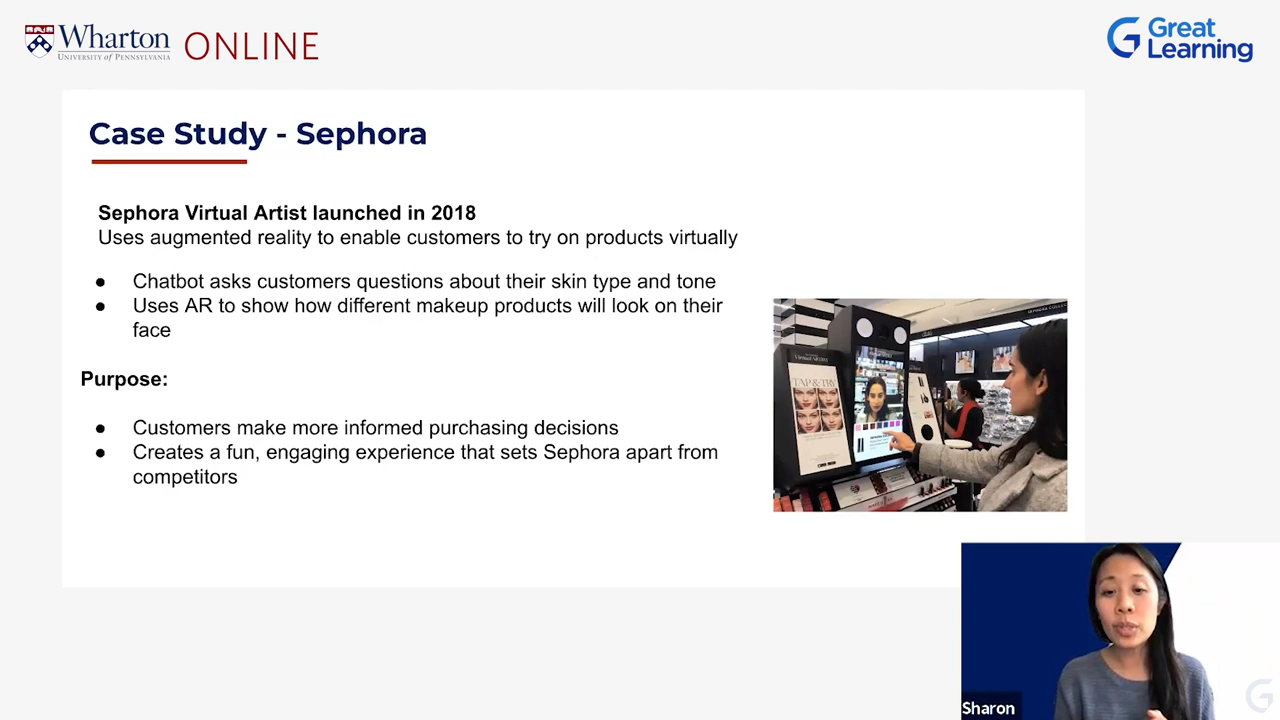 Wharton
UNIVERSITY of PENNSYLVANIA
ONLINE
Great
Learning
Case Study - Sephora
Sephora Virtual Artist launched in 2018
Uses augmented reality to enable customers to try on products virtually
● Chatbot asks customers questions about their skin type and tone
● Uses AR to show how different makeup products will look on their
face
Purpose:
● Customers make more informed purchasing decisions
● Creates a fun, engaging experience that sets Sephora apart from
competitors
TAP & TRY
Sharon